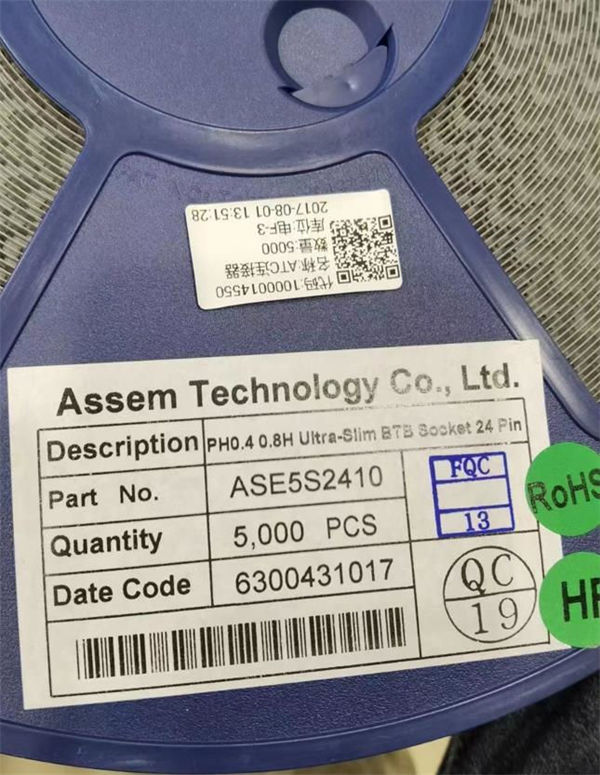 代码:1000014550
名称:ATC连接器
数量:5000
库位:电F-3
2017-08-01 13:51:28
Assem Technology Co., Ltd.
Description PH0.4 0.8H Ultra-Slim BTB Socket 24 Pin
Part No. ASE5S2410
Quantity 5,000 PCS
Date Code 6300431017
FQC
13
QC
19
RoHS
HF